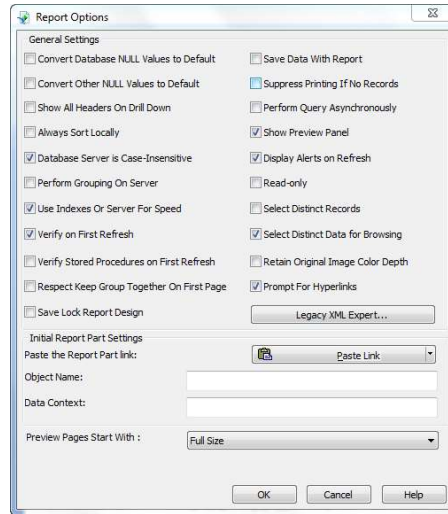 Report Options
General Settings
Convert Database NULL Values to Default
Save Data With Report
Convert Other NULL Values to Default
Suppress Printing If No Records
Show All Headers On Drill Down
Perform Query Asynchronously
Always Sort Locally
Show Preview Panel
Database Server is Case-Insensitive
Display Alerts on Refresh
Perform Grouping On Server
Read-only
Use Indexes Or Server For Speed
Select Distinct Records
Verify on First Refresh
Select Distinct Data for Browsing
Verify Stored Procedures on First Refresh
Retain Original Image Color Depth
Respect Keep Group Together On First Page
Prompt For Hyperlinks
Save Lock Report Design
Legacy XML Expert...
Initial Report Part Settings
Paste the Report Part link:
Paste Link
Object Name:
Data Context:
Preview Pages Start With :
Full Size
OK
Cancel
Help